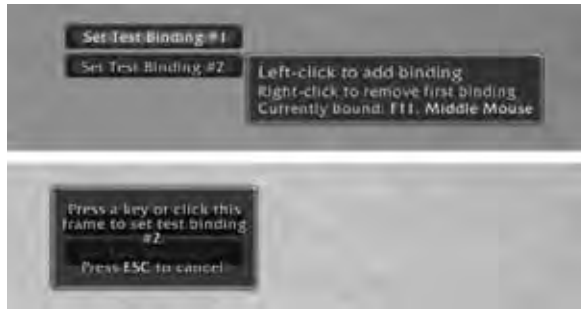 Set Test Binding #1
Set Test Binding #2
Left-click to add binding
Right-click to remove first binding
Currently bound: F11, Middle Mouse
Press a key or click this
frame to set test binding
#2.
Press ESC to cancel